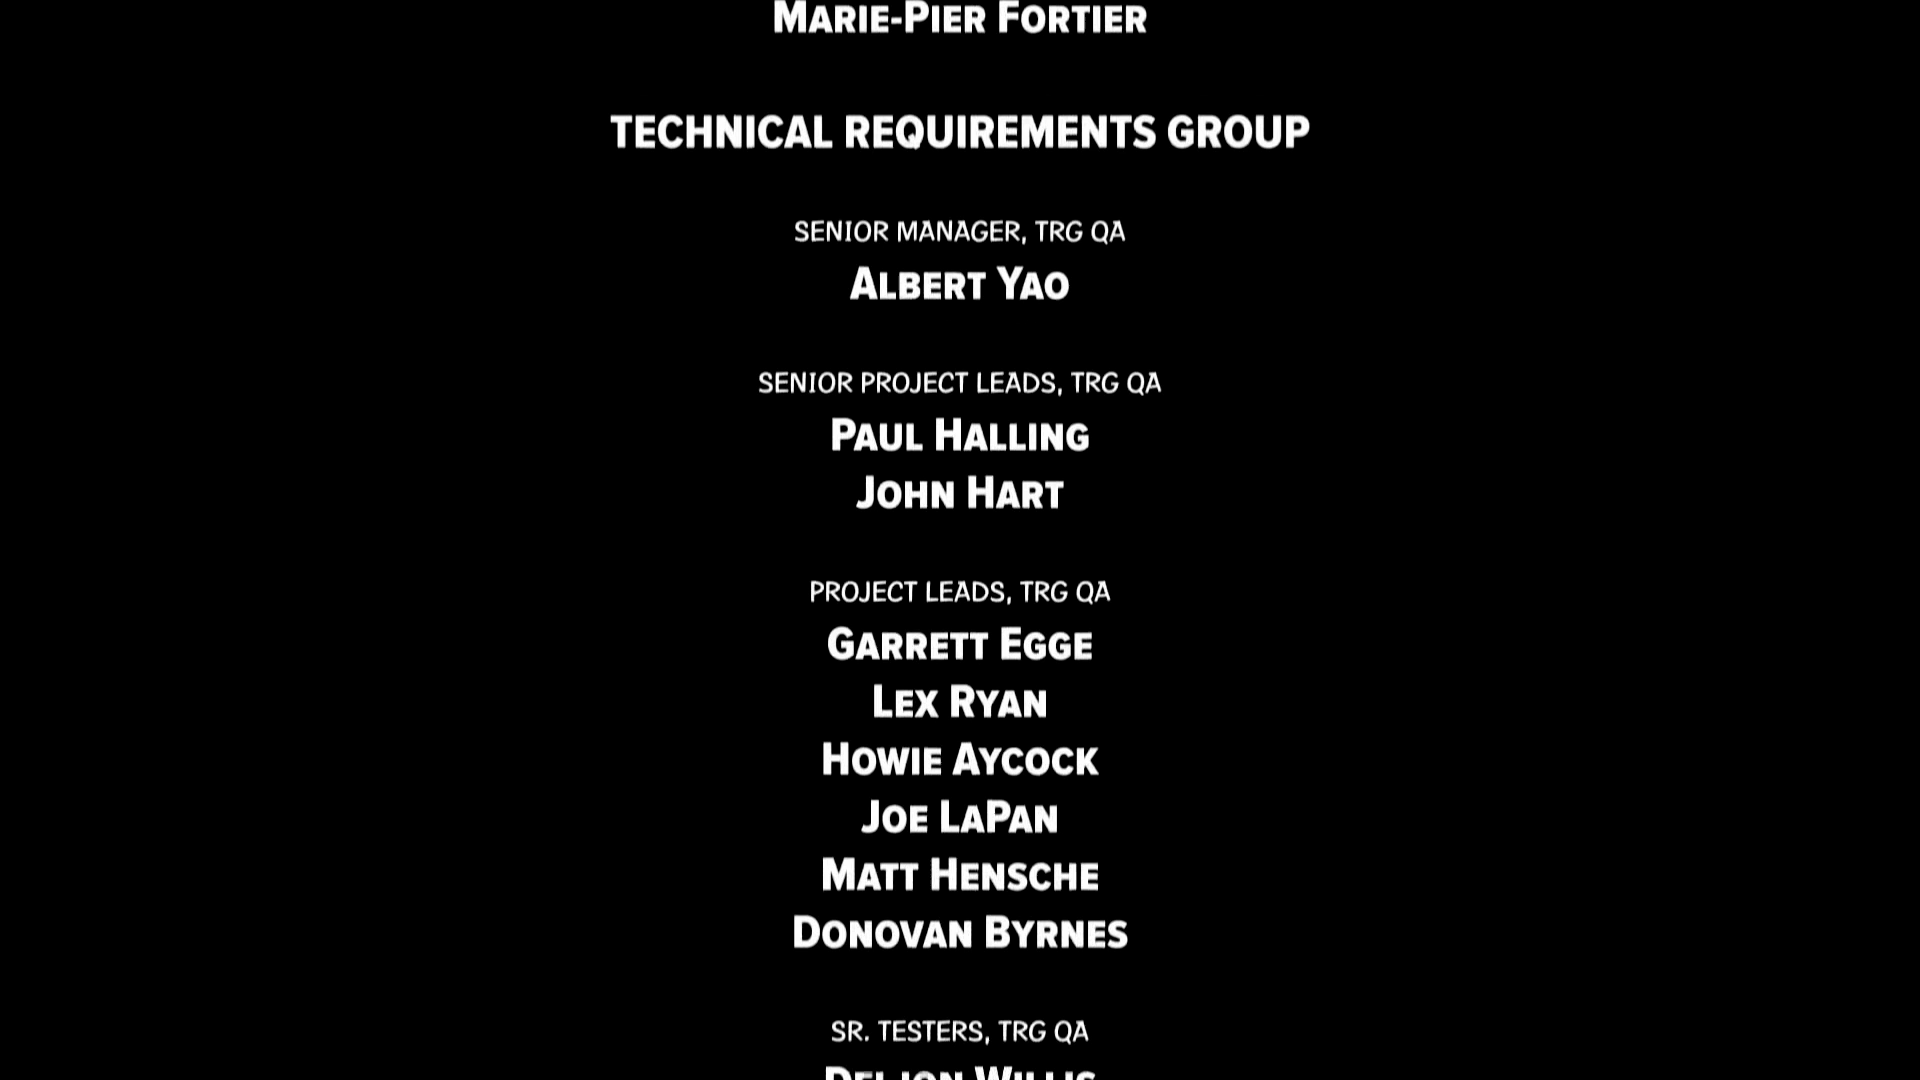 Marie-Pier Fortier
TECHNICAL REQUIREMENTS GROUP
SENIOR MANAGER, TRG QA
Albert Yao
SENIOR PROJECT LEADS, TRG QA
Paul Halling
John Hart
PROJECT LEADS, TRG QA
Garrett Egge
Lex Ryan
Howie Aycock
Joe LaPan
Matt Hensche
Donovan Byrnes
SR. TESTERS, TRG QA
Willis